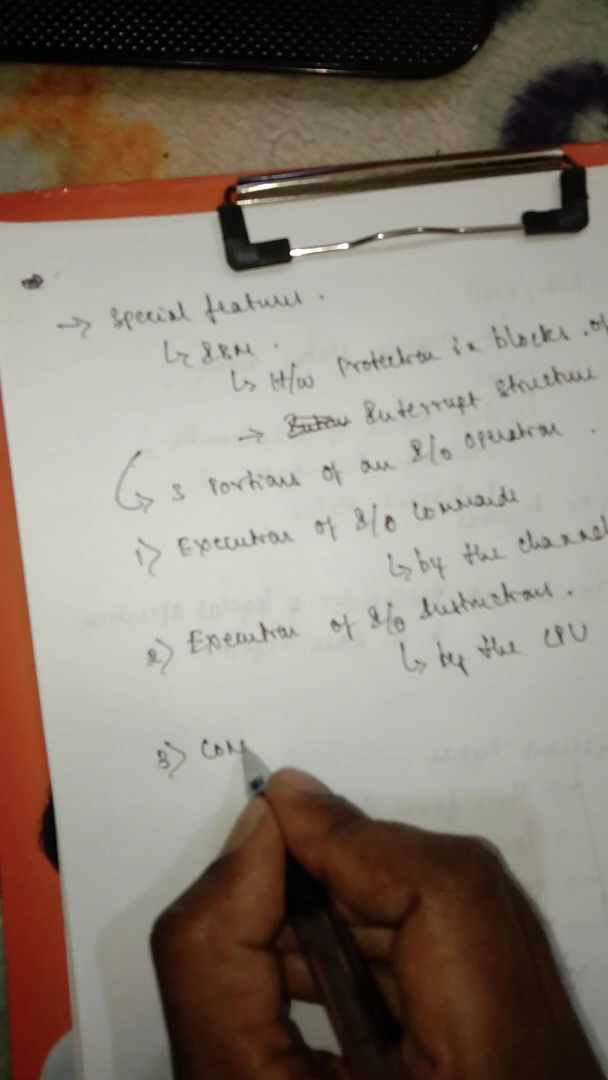 → Special features.
↳ IBM.
↳ H/w Protection in blocks. of
→ Interrupt Structure
↳ 3 Portions of an I/O operation.
1) Execution of I/O Commands
↳ by the channel
2) Execution of I/O Instructions.
↳ by the CPU
3) Com